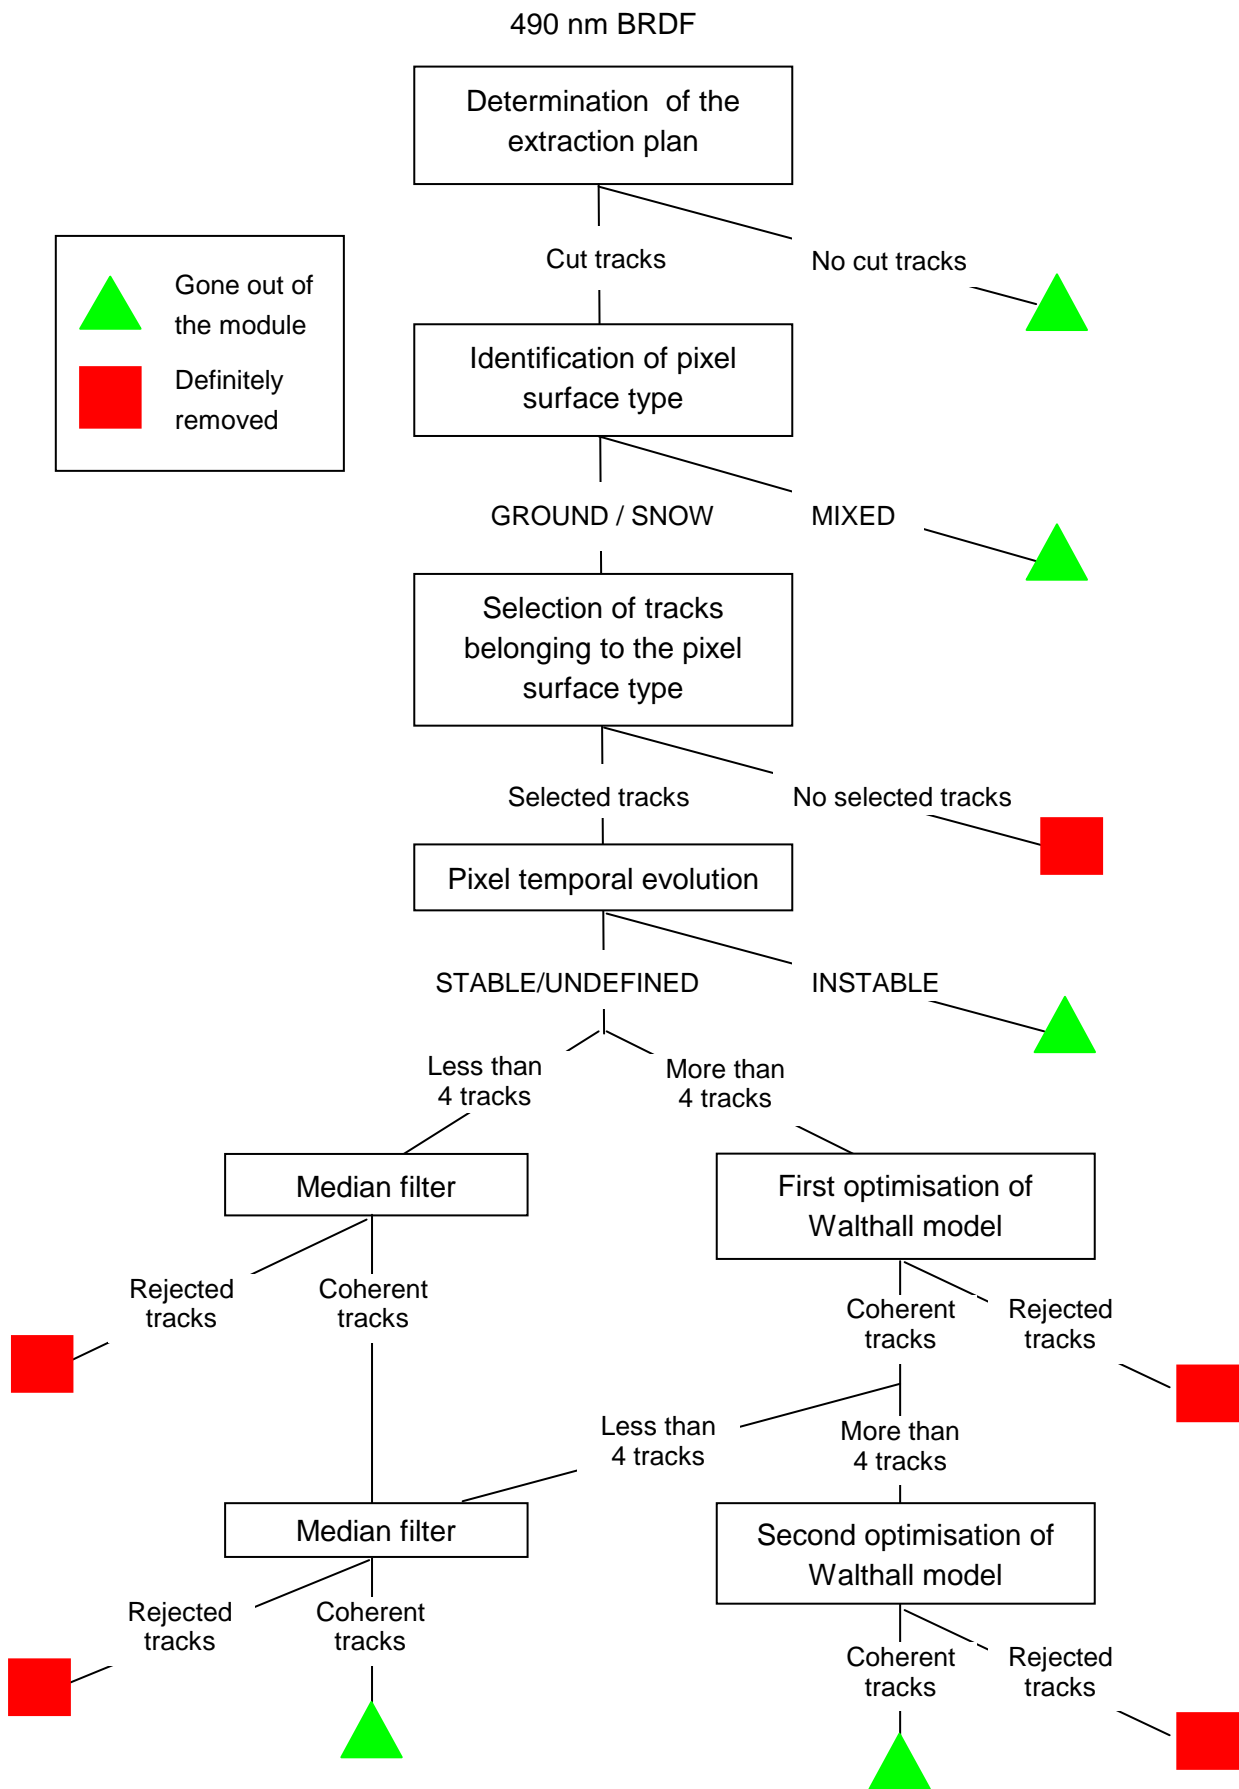 490 nm BRDF
Determination of the
extraction plan
Cut tracks
No cut tracks
Gone out of
the module
Definitely
removed
Identification of pixel
surface type
GROUND / SNOW
MIXED
Selection of tracks
belonging to the pixel
surface type
Selected tracks
No selected tracks
Pixel temporal evolution
STABLE/UNDEFINED
INSTABLE
Less than
4 tracks
More than
4 tracks
Median filter
First optimisation of
Walthall model
Rejected
tracks
Coherent
tracks
Coherent
tracks
Rejected
tracks
Less than
4 tracks
More than
4 tracks
Median filter
Second optimisation of
Walthall model
Rejected
tracks
Coherent
tracks
Coherent
tracks
Rejected
tracks